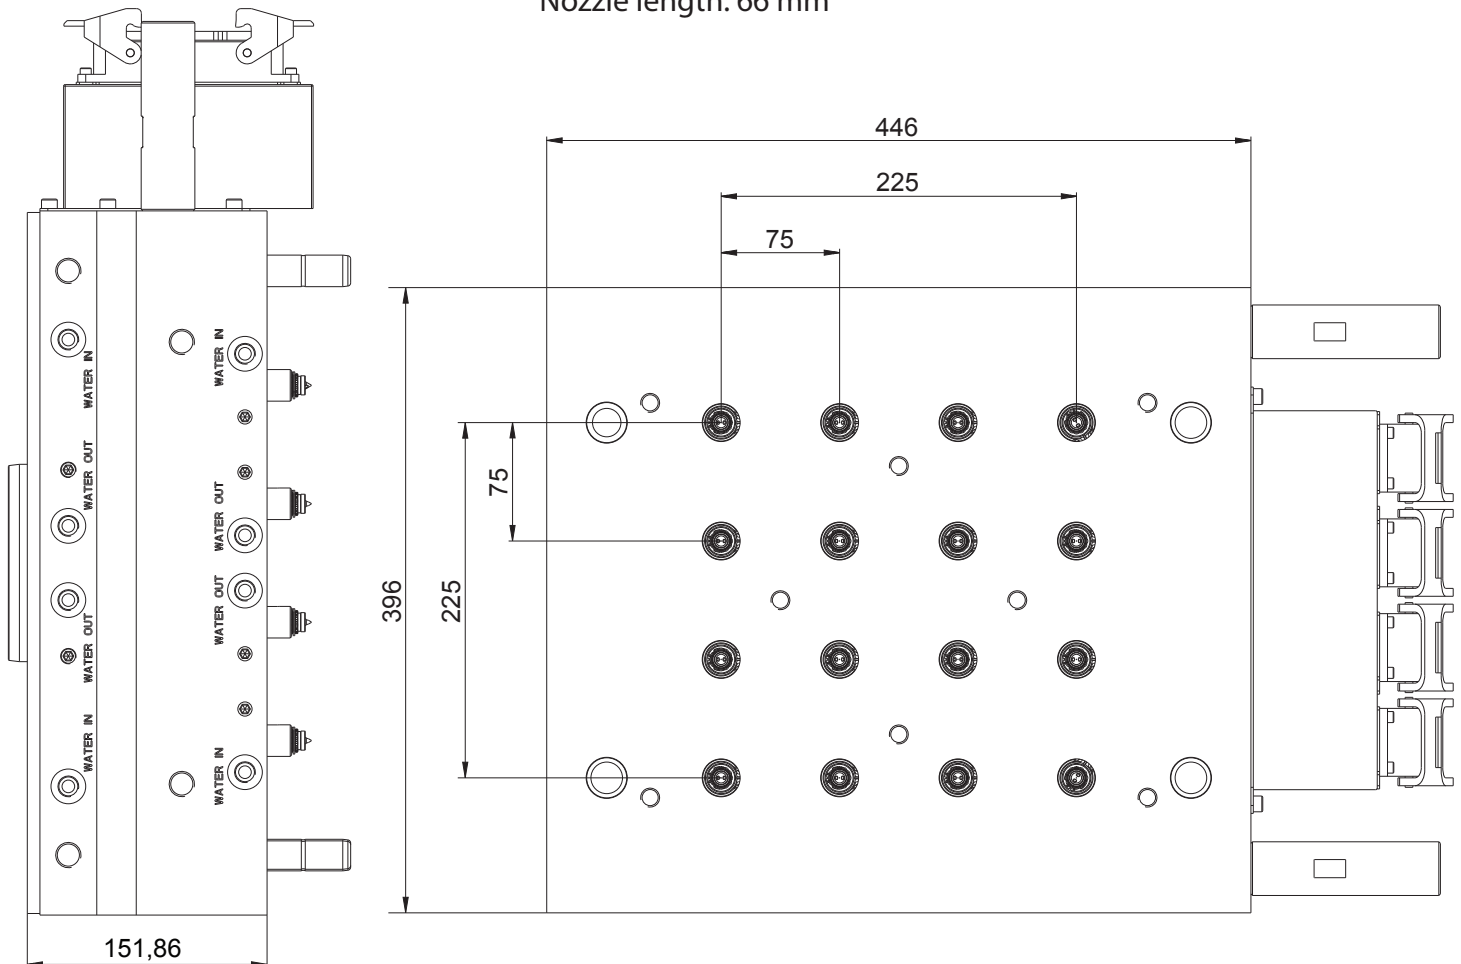 Nozzle length: 66 mm
446
225
75
75
225
396
WATER IN
WATER IN
WATER OUT
WATER OUT
WATER OUT
WATER OUT
WATER IN
WATER IN
151,86